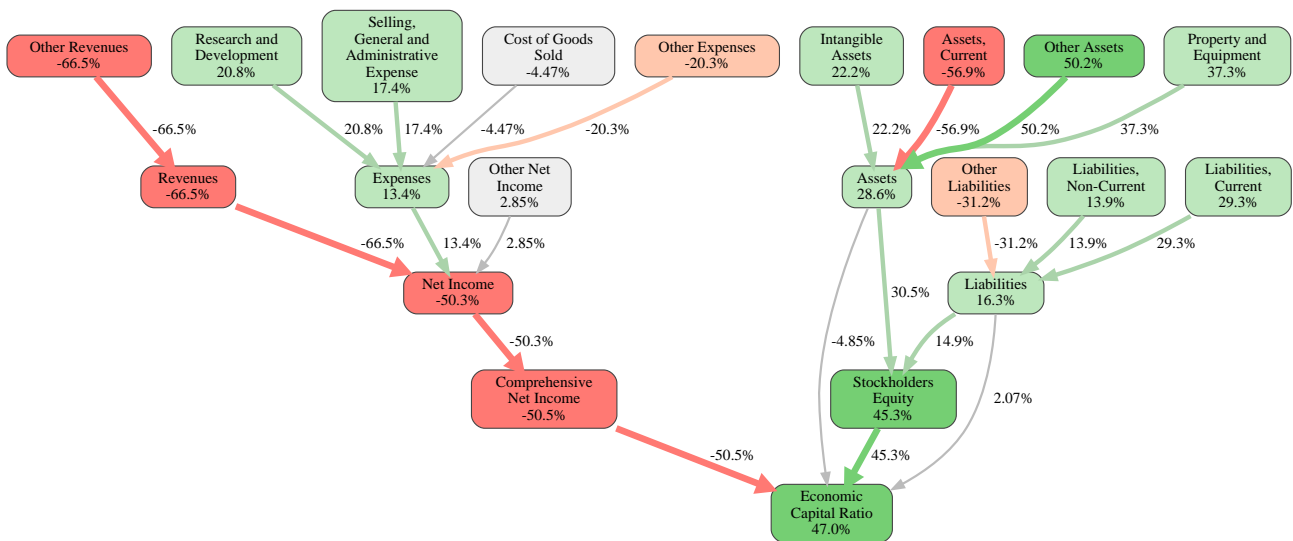 Other Revenues
-66.5%
Research and
Development
20.8%
Selling,
General and
Administrative
Expense
17.4%
Cost of Goods
Sold
-4.47%
Other Expenses
-20.3%
Intangible
Assets
22.2%
Assets,
Current
-56.9%
Other Assets
50.2%
Property and
Equipment
37.3%
-66.5%
20.8%
17.4%
-4.47%
-20.3%
22.2%
-56.9%
50.2%
37.3%
Revenues
-66.5%
Expenses
13.4%
Other Net
Income
2.85%
Assets
28.6%
Other
Liabilities
-31.2%
Liabilities,
Non-Current
13.9%
Liabilities,
Current
29.3%
-66.5%
13.4%
2.85%
-31.2%
13.9%
29.3%
Net Income
-50.3%
30.5%
Liabilities
16.3%
-50.3%
-4.85%
14.9%
Comprehensive
Net Income
-50.5%
Stockholders
Equity
45.3%
2.07%
-50.5%
45.3%
Economic
Capital Ratio
47.0%